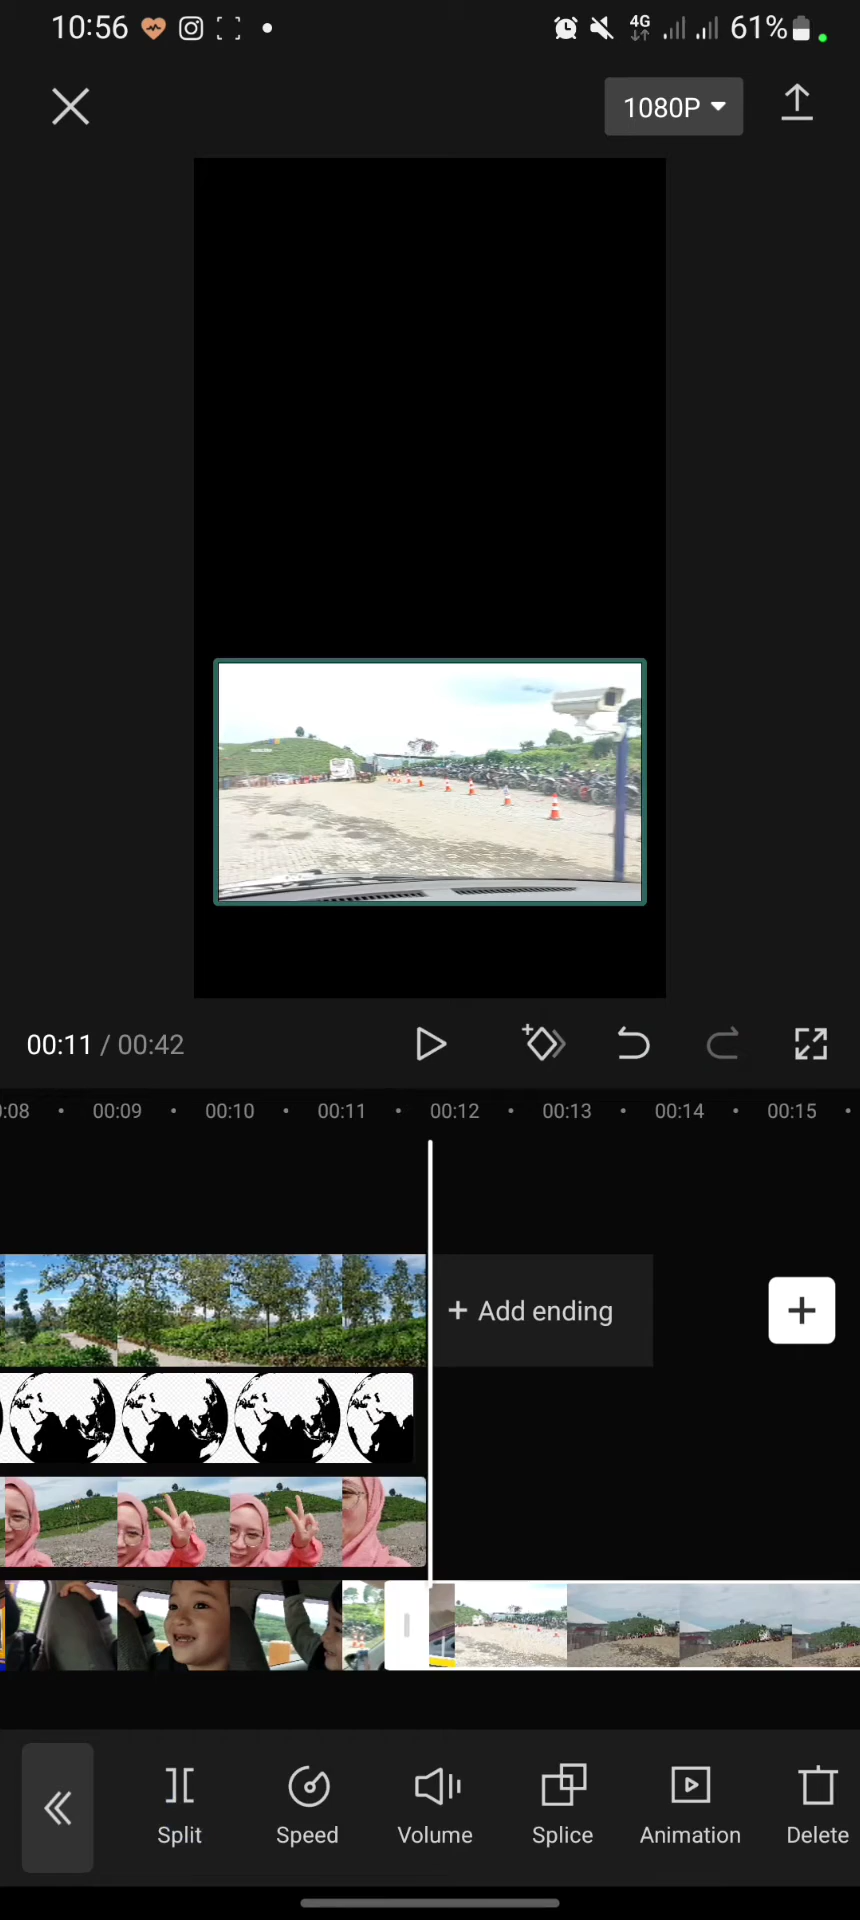 10:56 4G 61%
1080P
00:11 / 00:42
:08 00:09 00:10 00:11 00:12 00:13 00:14 00:15
+ Add ending
Split Speed Volume Splice Animation Delete